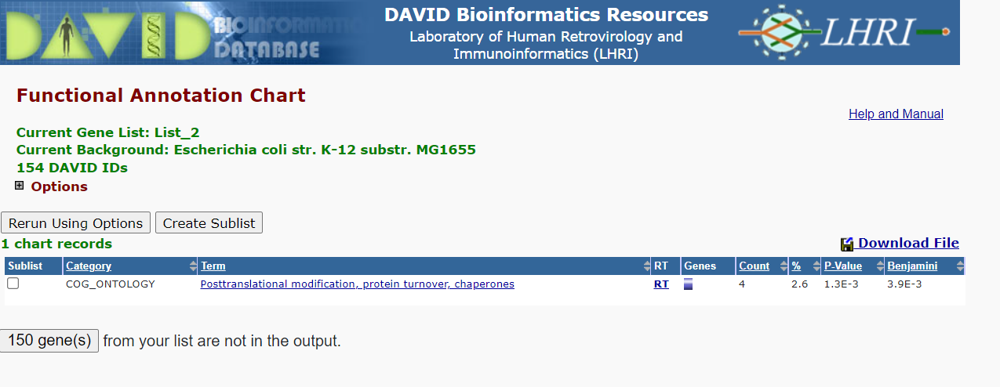 DAVID BIOINFORMATICS DATABASE
DAVID Bioinformatics Resources
Laboratory of Human Retrovirology and
Immunoinformatics (LHRI)
LHRI
Functional Annotation Chart
Help and Manual
Current Gene List: List_2
Current Background: Escherichia coli str. K-12 substr. MG1655
154 DAVID IDs
Options
Rerun Using Options Create Sublist
1 chart records Download File
Sublist Category Term RT Genes Count % P-Value Benjamini
COG_ONTOLOGY Posttranslational modification, protein turnover, chaperones RT 4 2.6 1.3E-3 3.9E-3
150 gene(s) from your list are not in the output.